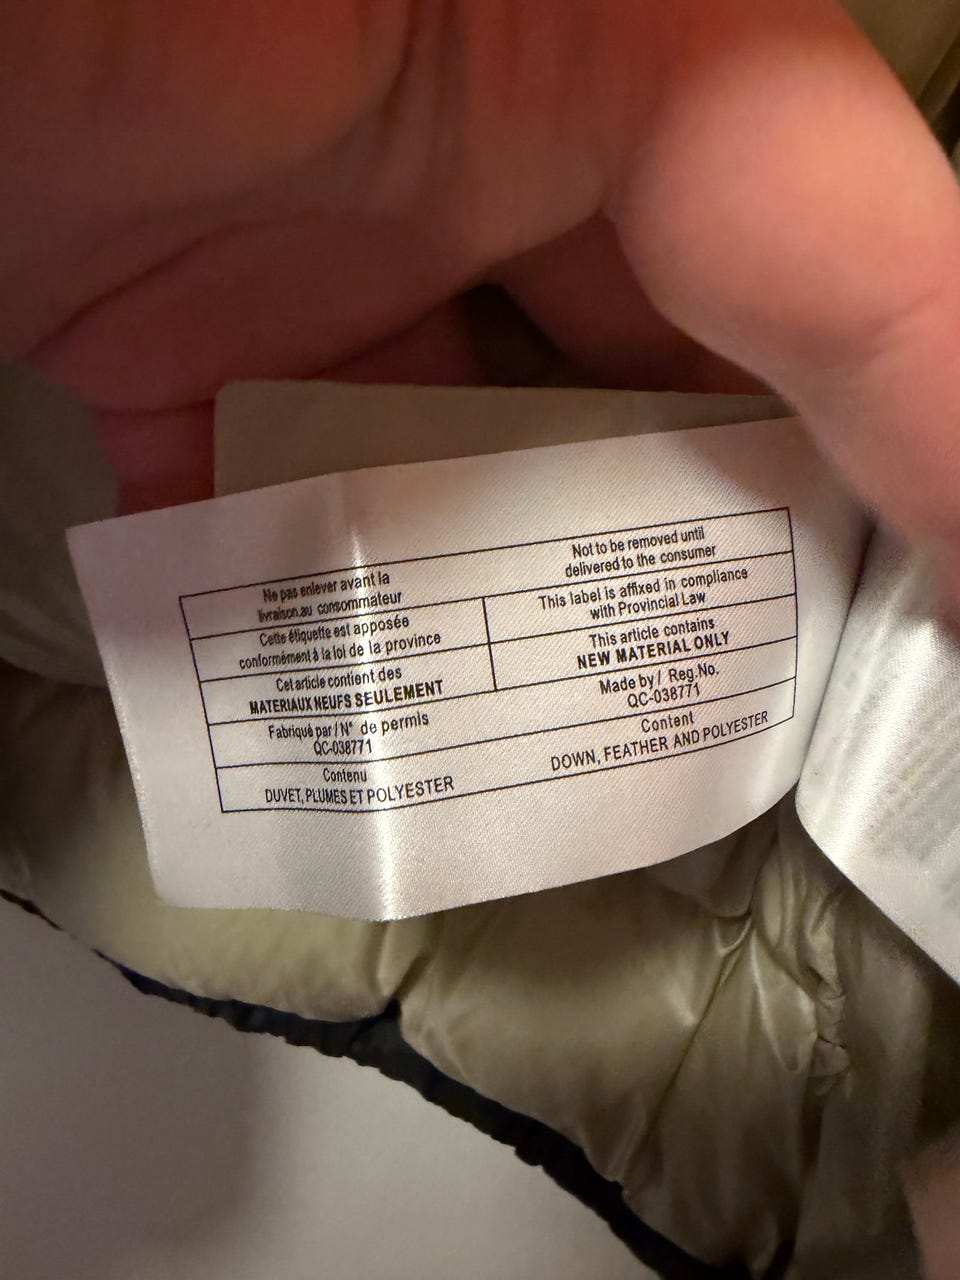 Ne pas enlever avant la
livraison au consommateur
Not to be removed until
delivered to the consumer
Cette étiquette est apposée
conformément à la loi de la province
This label is affixed in compliance
with Provincial Law
Cet article contient des
MATERIAUX NEUFS SEULEMENT
This article contains
NEW MATERIAL ONLY
Fabriqué par / N° de permis
QC-038771
Made by / Reg.No.
QC-038771
Contenu
DUVET, PLUMES ET POLYESTER
Content
DOWN, FEATHER AND POLYESTER